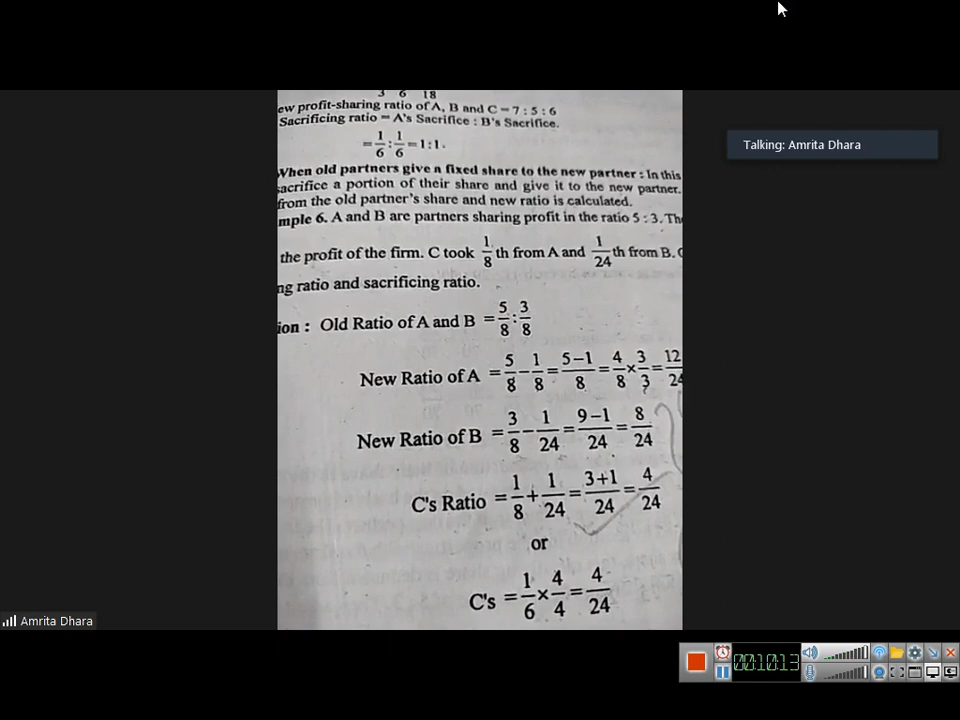 3 6 18
ew profit-sharing ratio of A, B and C = 7 : 5 : 6
Sacrificing ratio = A's Sacrifice : B's Sacrifice.
= 1/6 : 1/6 = 1 : 1.
When old partners give a fixed share to the new partner : In this
sacrifice a portion of their share and give it to the new partner.
from the old partner's share and new ratio is calculated.
mple 6. A and B are partners sharing profit in the ratio 5 : 3. The
the profit of the firm. C took 1/8 th from A and 1/24 th from B. C
ng ratio and sacrificing ratio.
ion : Old Ratio of A and B = 5/8 : 3/8
New Ratio of A = 5/8 − 1/8 = 5−1/8 = 4/8 × 3/3 = 12/24
New Ratio of B = 3/8 − 1/24 = 9−1/24 = 8/24
C's Ratio = 1/8 + 1/24 = 3+1/24 = 4/24
or
C's = 1/6 × 4/4 = 4/24
Talking: Amrita Dhara
Amrita Dhara
00:10:13